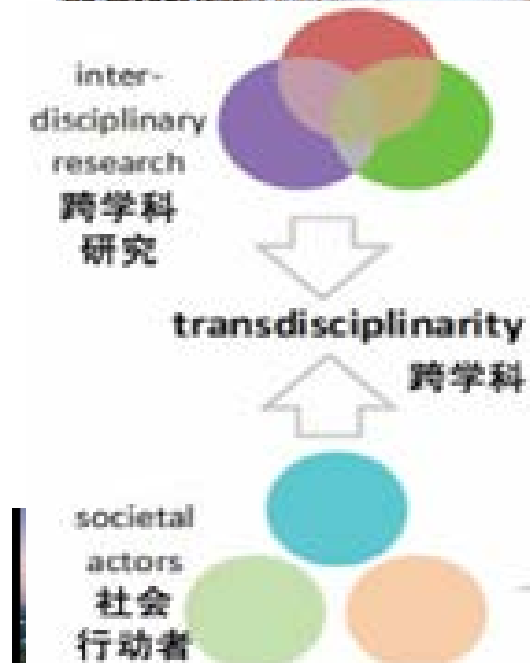 inter-
disciplinary
research
跨学科
研究
transdisciplinarity
跨学科
societal
actors
社会
行动者